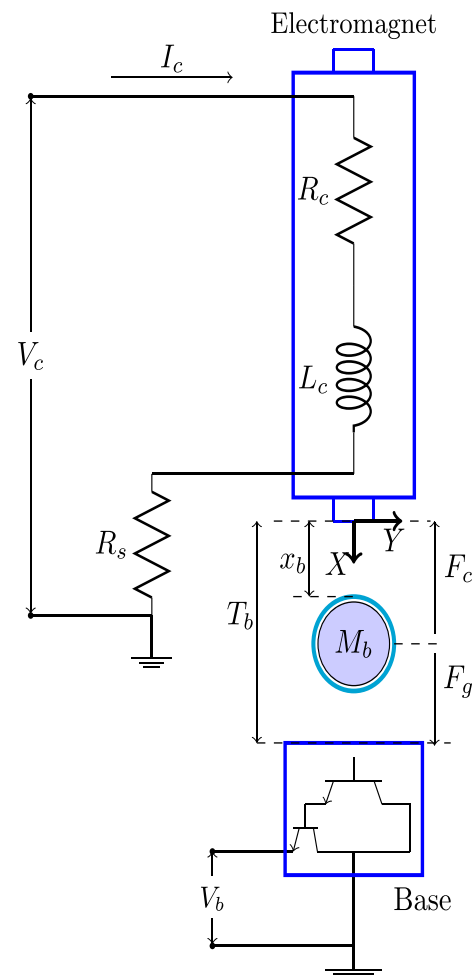 Electromagnet
I_c
R_c
V_c
L_c
R_s
Y
x_b
X
F_c
T_b
M_b
F_g
V_b
Base